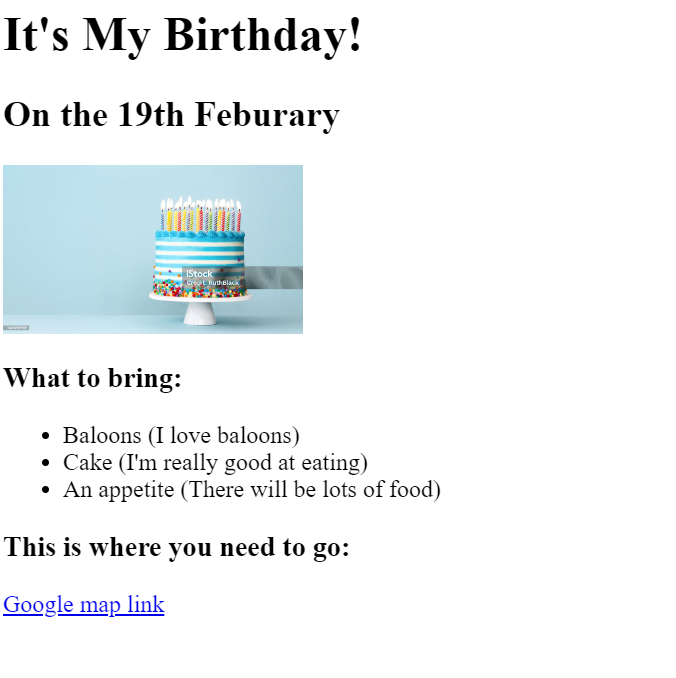 It's My Birthday!
On the 19th Feburary
iStock
Credit: RuthBlack
What to bring:
Baloons (I love baloons)
Cake (I'm really good at eating)
An appetite (There will be lots of food)
This is where you need to go:
Google map link